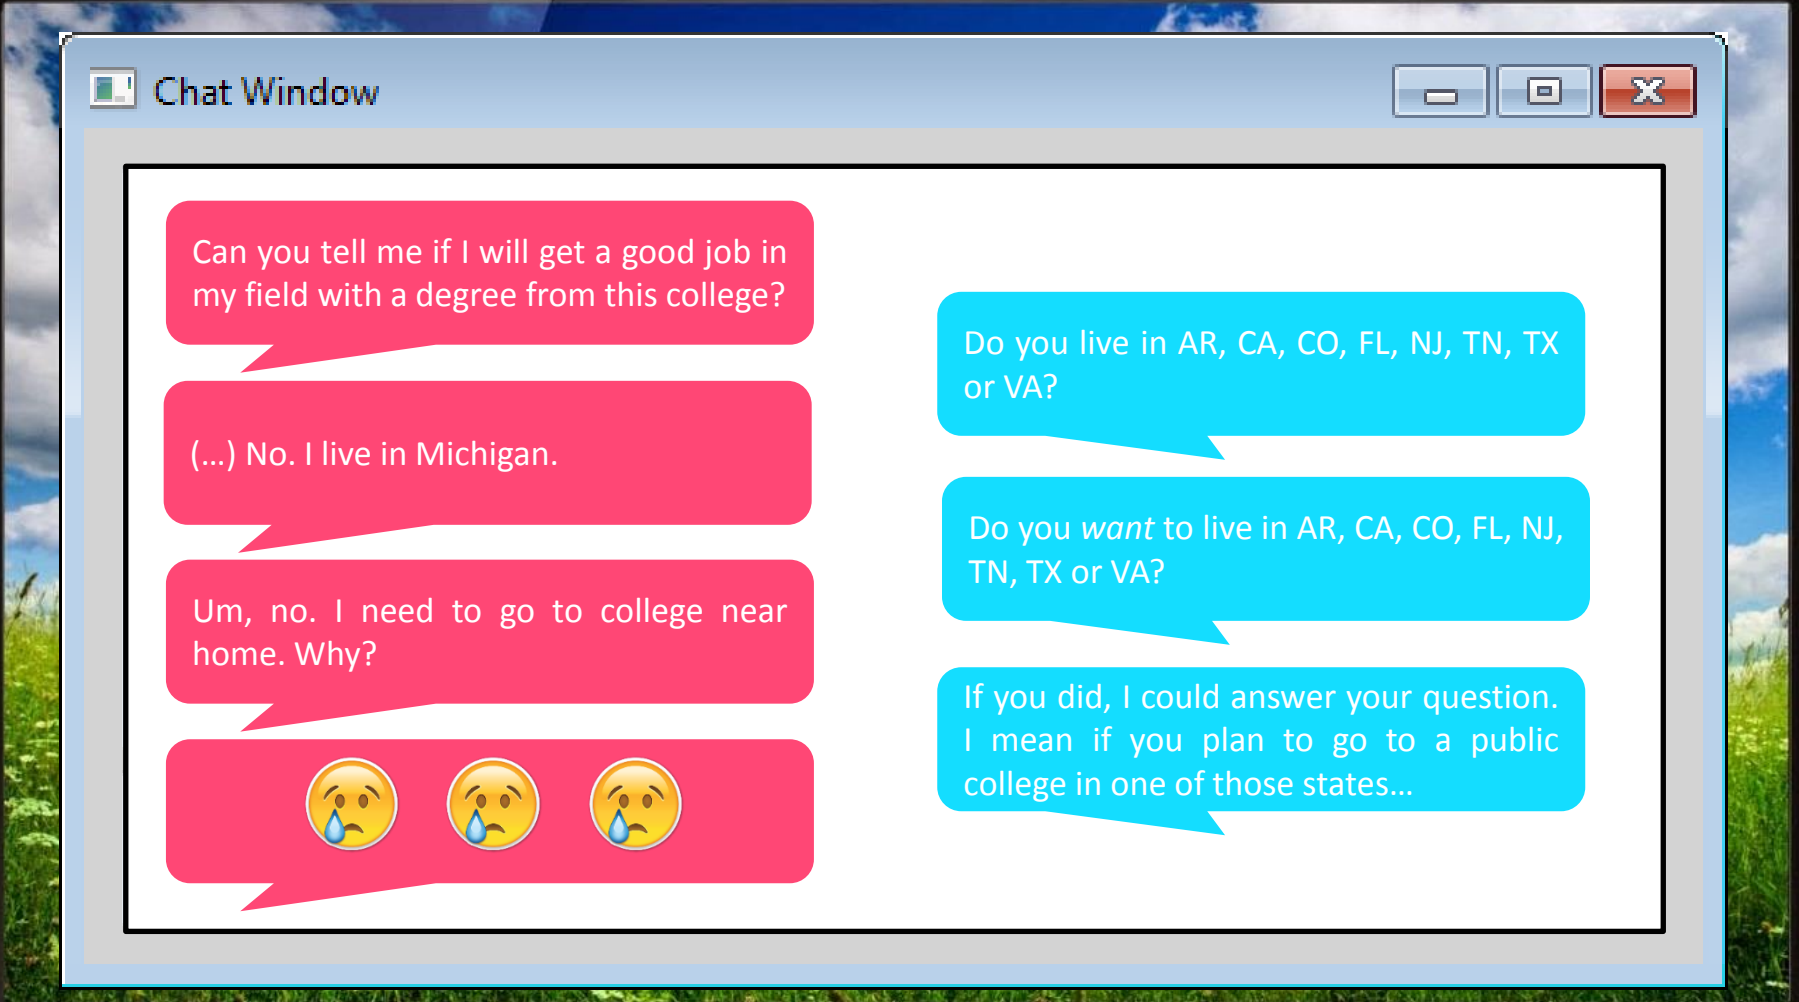 Chat Window
Can you tell me if I will get a good job in
my field with a degree from this college?
Do you live in AR, CA, CO, FL, NJ, TN, TX
or VA?
(...) No. I live in Michigan.
Do you want to live in AR, CA, CO, FL, NJ,
TN, TX or VA?
Um, no. I need to go to college near
home. Why?
If you did, I could answer your question.
I mean if you plan to go to a public
college in one of those states...